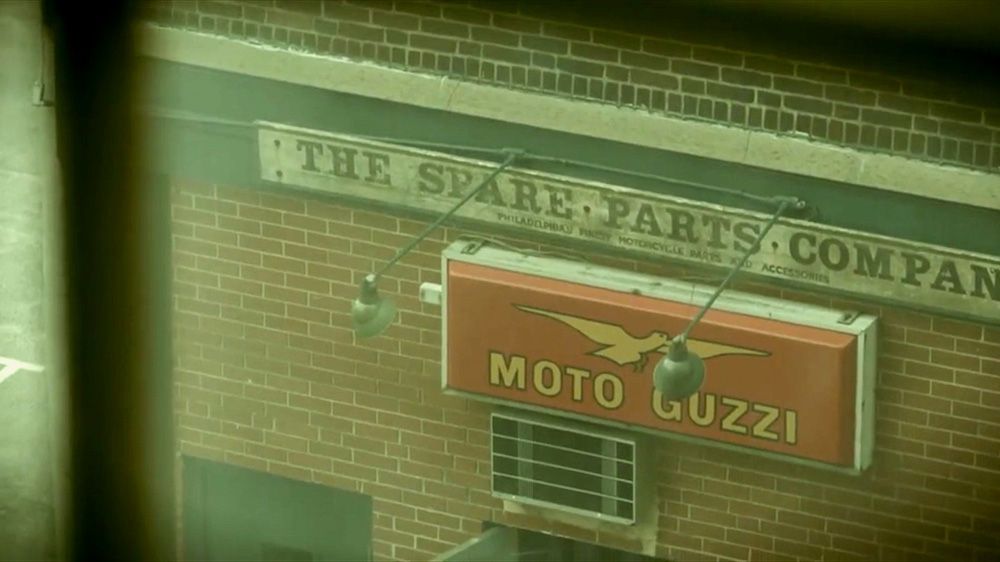 THE SPARE · PARTS · COMPAN
PHILADELPHIA'S FINEST MOTORCYCLE PARTS AND ACCESSORIES
MOTO GUZZI